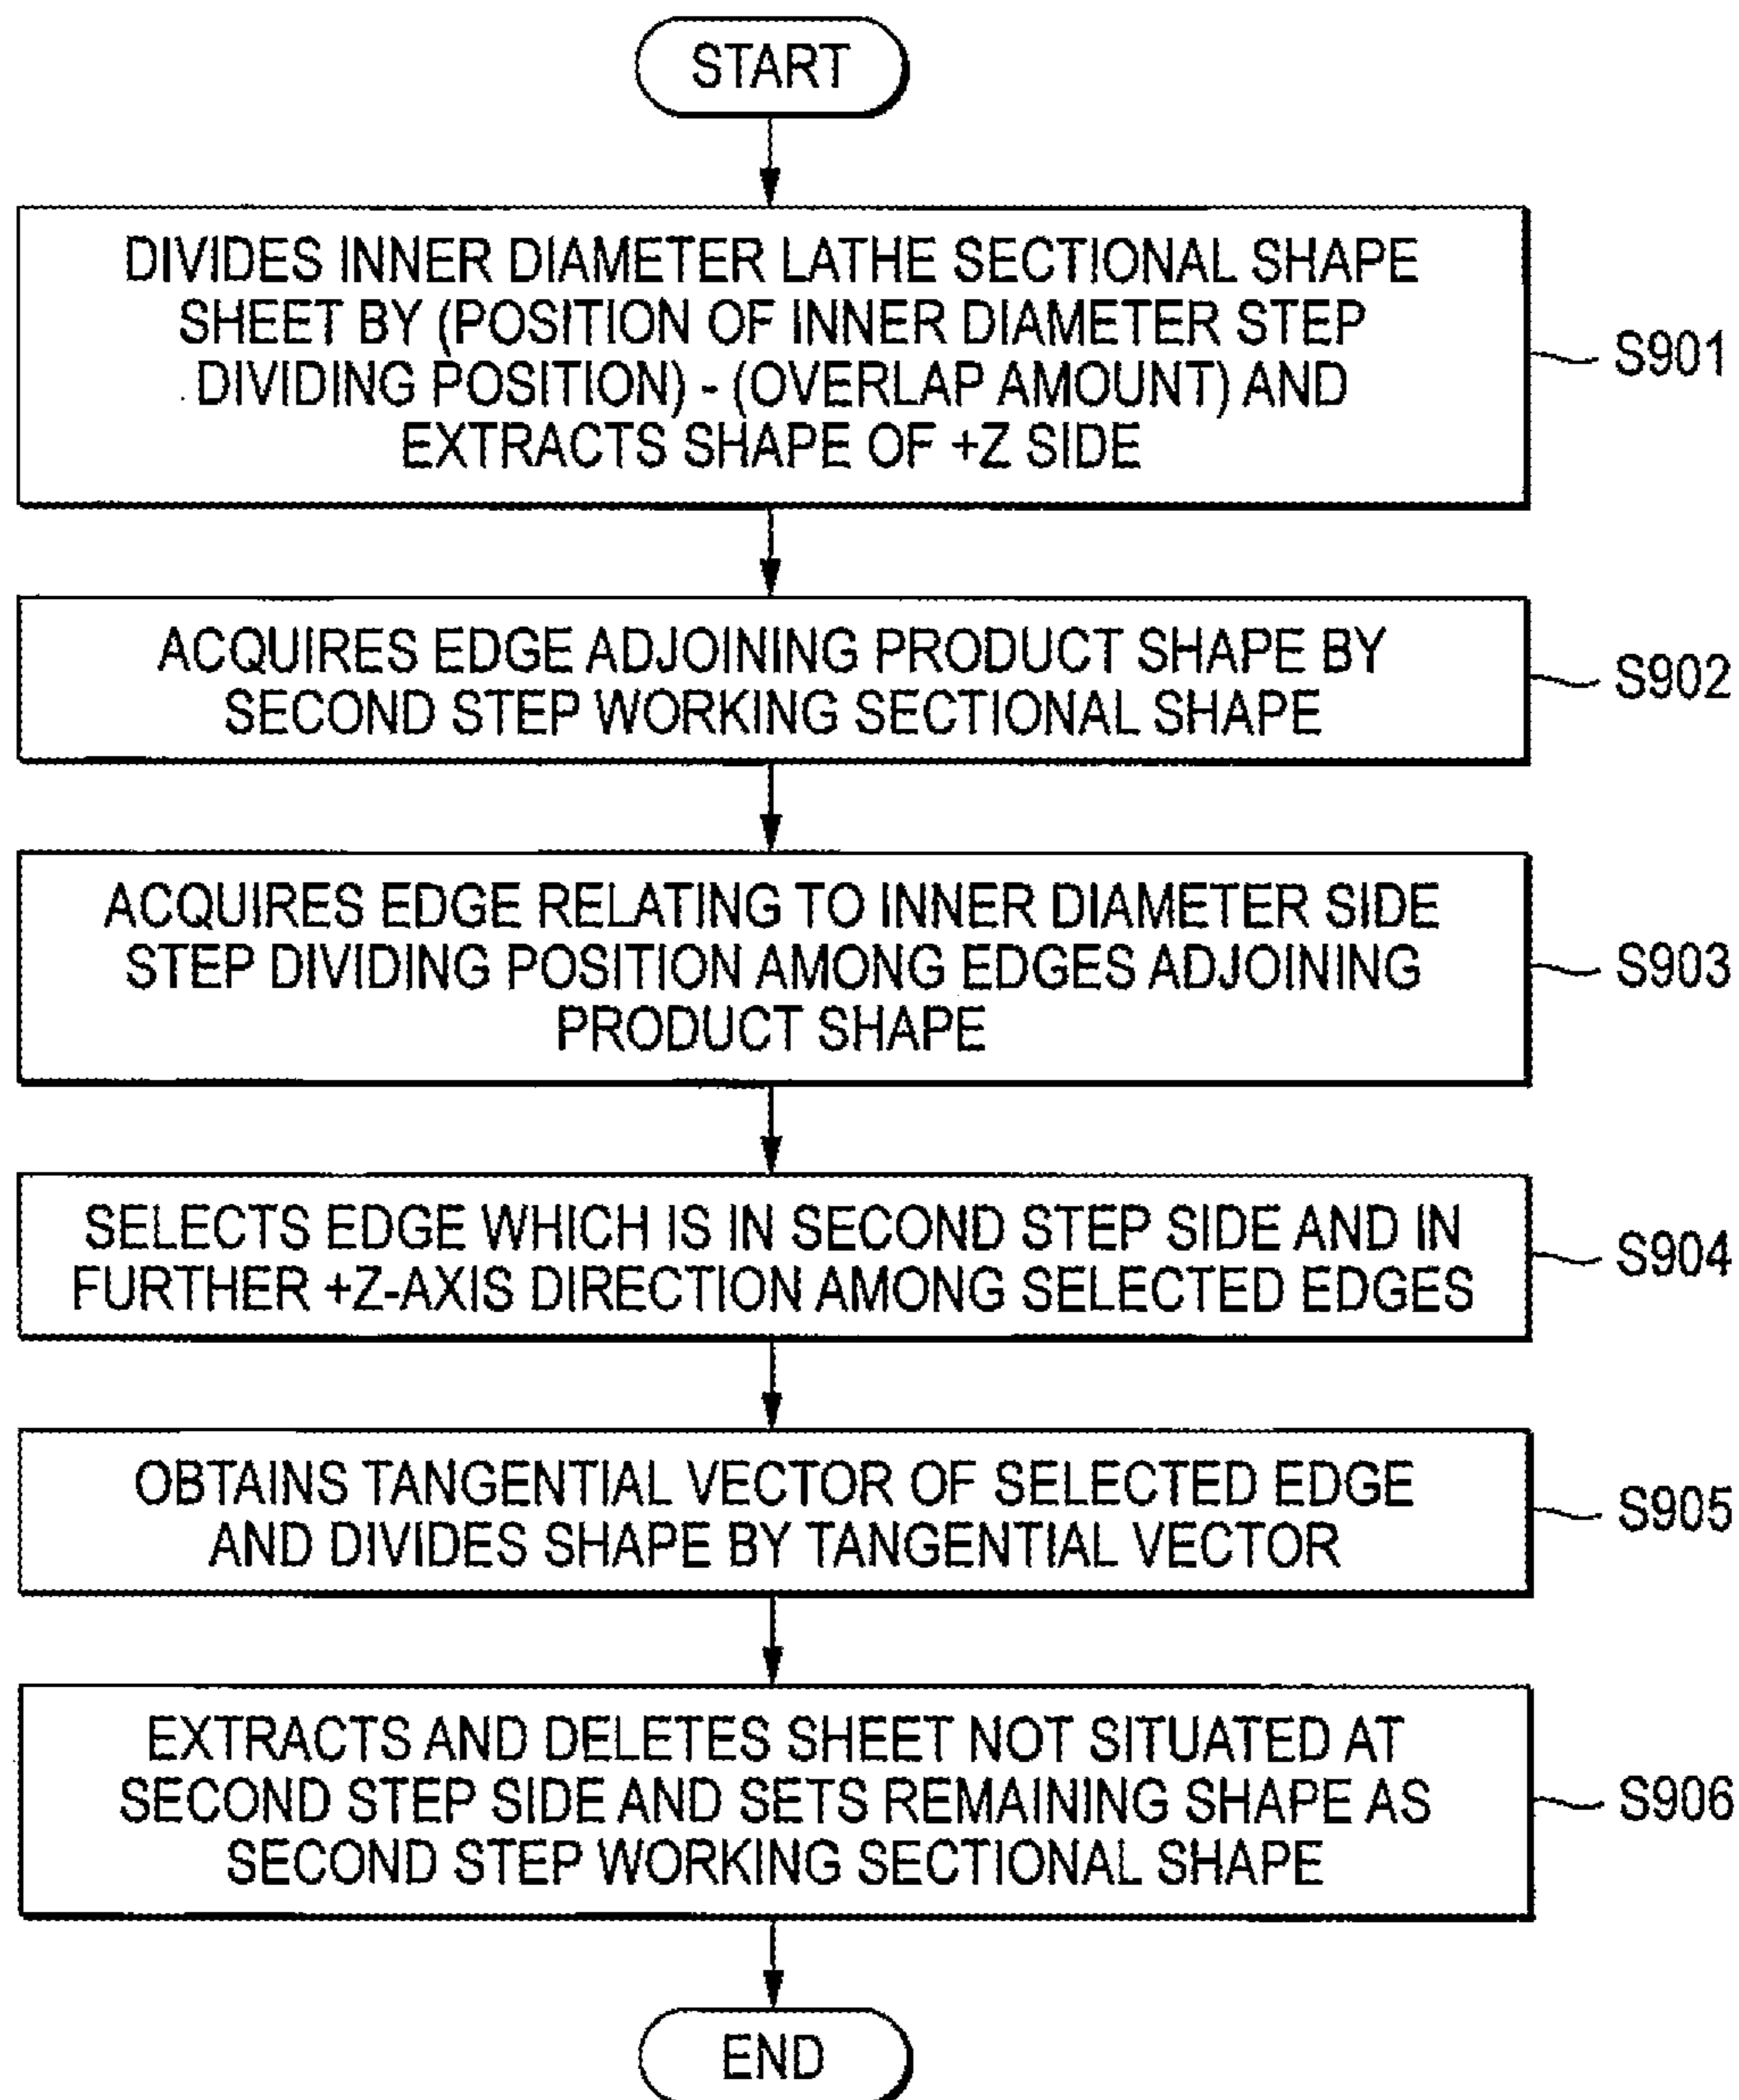 START
DIVIDES INNER DIAMETER LATHE SECTIONAL SHAPE
SHEET BY (POSITION OF INNER DIAMETER STEP
DIVIDING POSITION) - (OVERLAP AMOUNT) AND
EXTRACTS SHAPE OF +Z SIDE
S901
ACQUIRES EDGE ADJOINING PRODUCT SHAPE BY
SECOND STEP WORKING SECTIONAL SHAPE
S902
ACQUIRES EDGE RELATING TO INNER DIAMETER SIDE
STEP DIVIDING POSITION AMONG EDGES ADJOINING
PRODUCT SHAPE
S903
SELECTS EDGE WHICH IS IN SECOND STEP SIDE AND IN
FURTHER +Z-AXIS DIRECTION AMONG SELECTED EDGES
S904
OBTAINS TANGENTIAL VECTOR OF SELECTED EDGE
AND DIVIDES SHAPE BY TANGENTIAL VECTOR
S905
EXTRACTS AND DELETES SHEET NOT SITUATED AT
SECOND STEP SIDE AND SETS REMAINING SHAPE AS
SECOND STEP WORKING SECTIONAL SHAPE
S906
END